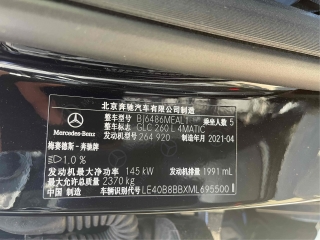 北京奔驰汽车有限公司制造
整车型号 BJ6486MEAL1 乘坐人数 5
整车标志 GLC 260 L 4MATIC
发动机型号 264 920 制造年月 2021-04
Mercedes-Benz
梅赛德斯-奔驰牌
1.0 % 发动机排量 1991 mL
发动机最大净功率 145 kW
最大允许总质量 2370 kg
中国 制造 车辆识别代号 LE40B8BBXML695500